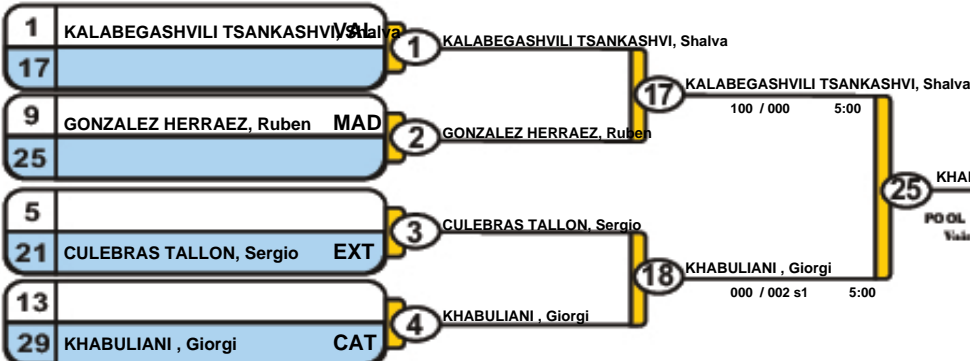 1 KALABEGASHVILI TSANKASHVI, Shalva VAL
17
9 GONZALEZ HERRAEZ, Ruben MAD
25
5
21 CULEBRAS TALLON, Sergio EXT
13
29 KHABULIANI , Giorgi CAT
1 KALABEGASHVILI TSANKASHVI, Shalva
2 GONZALEZ HERRAEZ, Ruben
3 CULEBRAS TALLON, Sergio
4 KHABULIANI , Giorgi
17 KALABEGASHVILI TSANKASHVI, Shalva
100 / 000 5:00
18 KHABULIANI , Giorgi
000 / 002 s1 5:00
25
POOL